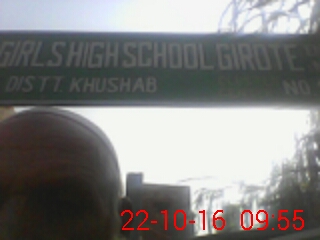 GIRLS HIGH SCHOOL GIROTE
DISTT. KHUSHAB
NO
22-10-16 09:55